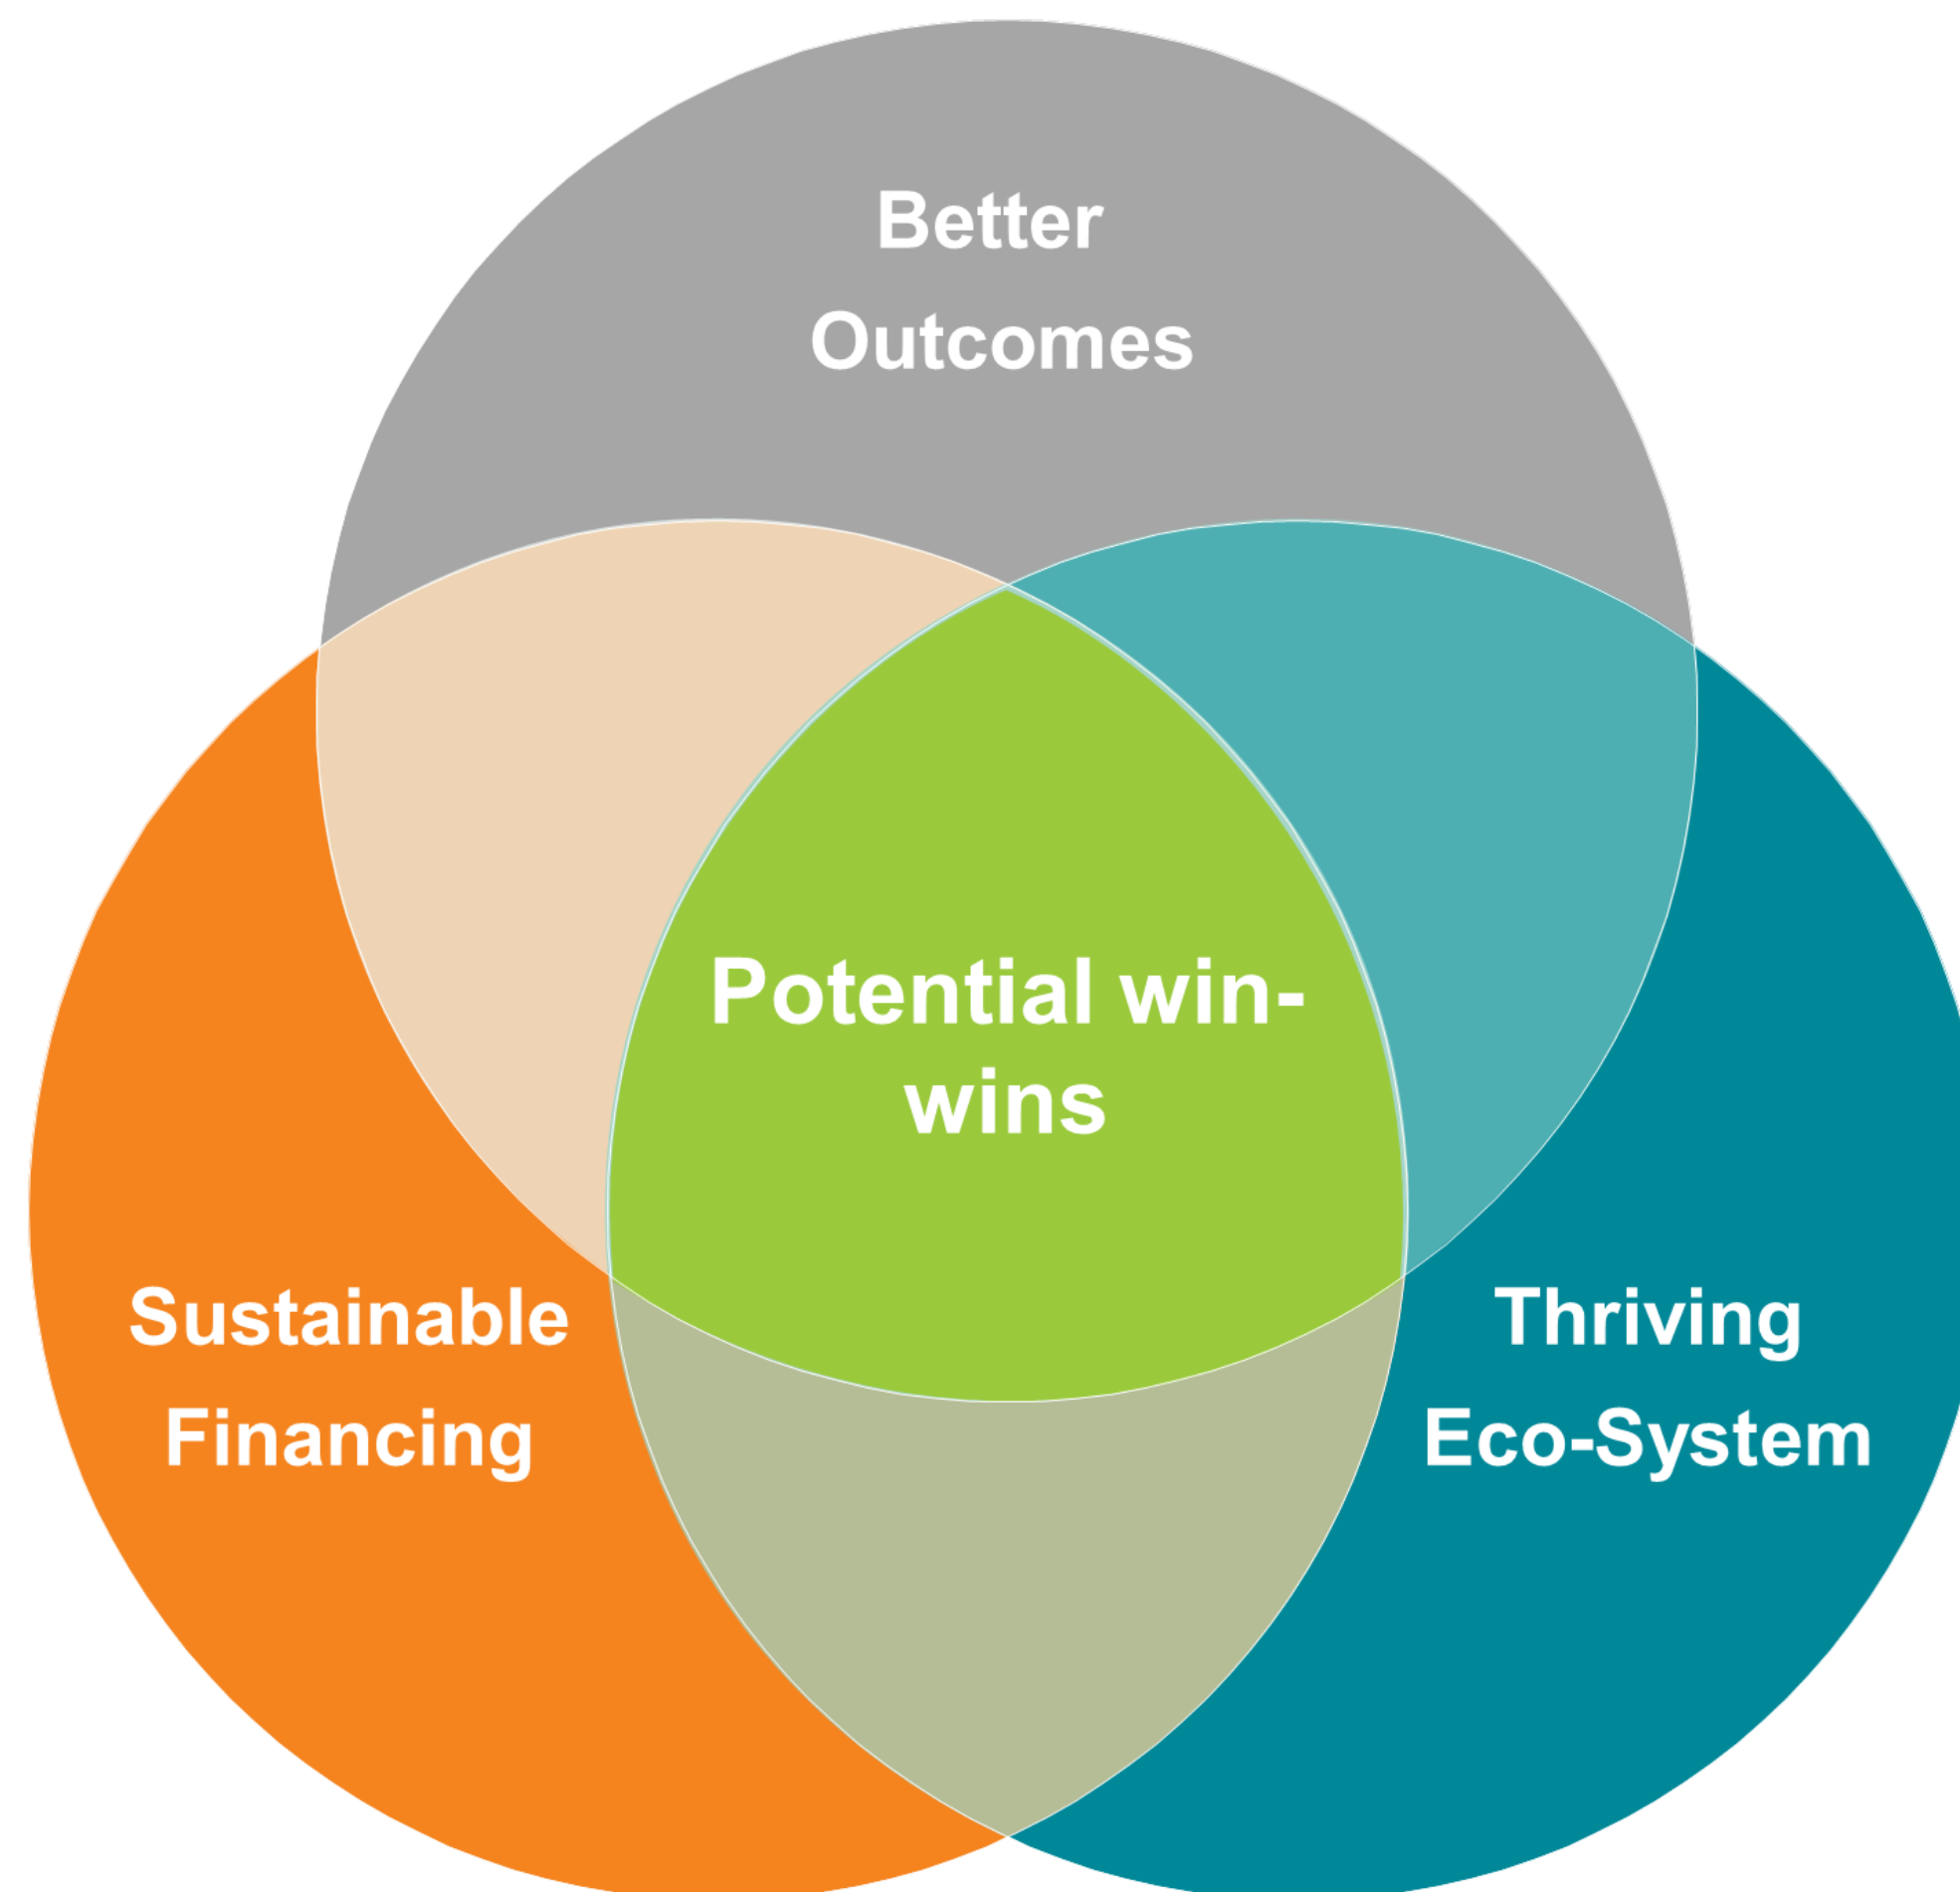 Better
Outcomes
Potential win-
wins
Sustainable
Financing
Thriving
Eco-System